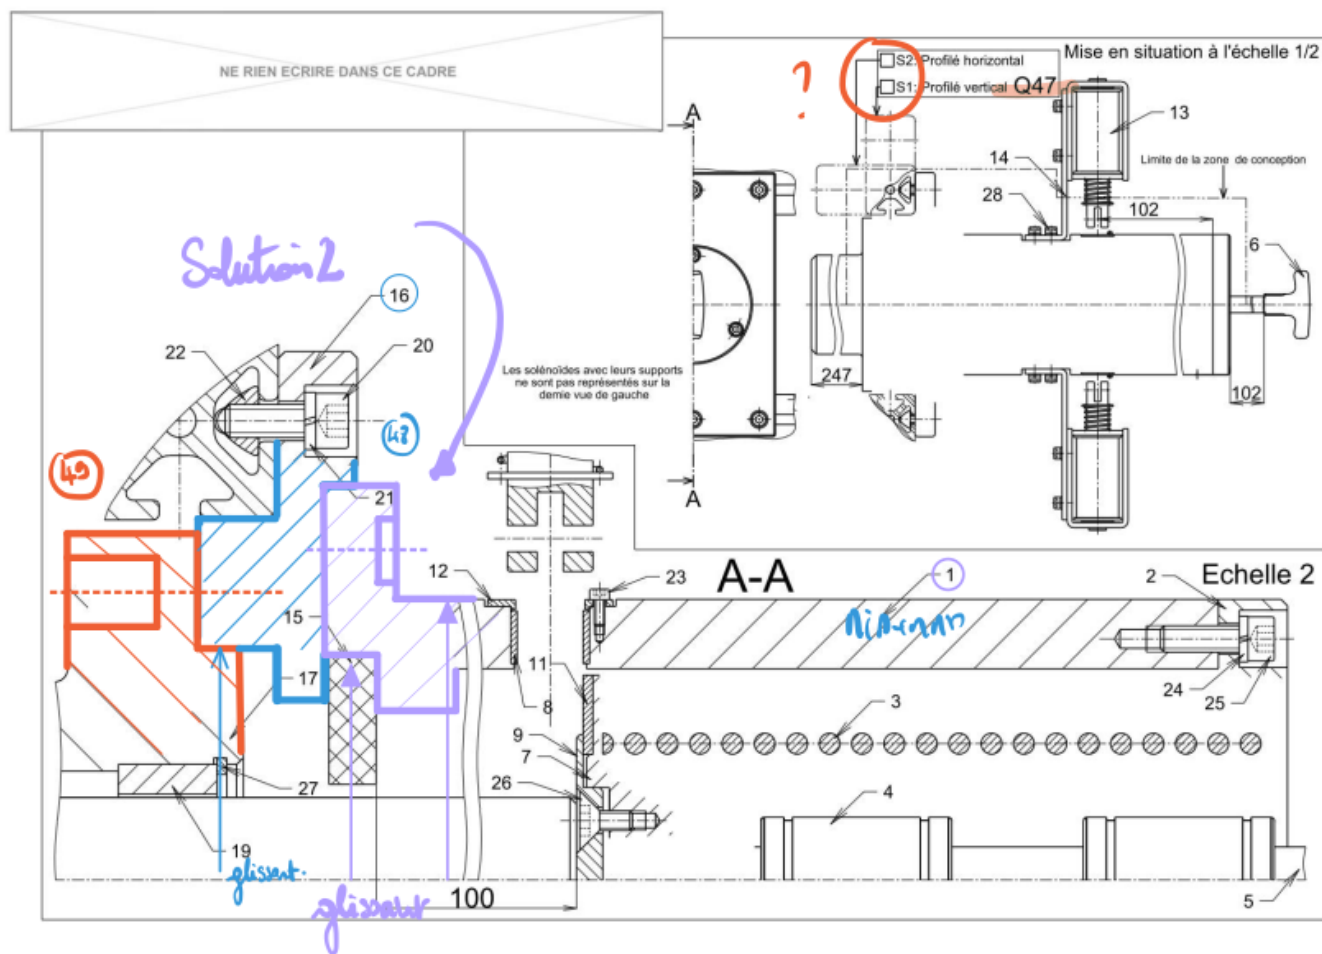 NE RIEN ECRIRE DANS CE CADRE
?
S2: Profilé horizontal
S1: Profilé vertical Q47
Mise en situation à l'échelle 1/2
A
13
14
Limite de la zone de conception
28
102
6
247
102
A
Solution 2
16
22
20
Les solénoïdes avec leurs supports
ne sont pas représentés sur la
demie vue de gauche
48
49
21
12
23
A-A
1
2
Echelle 2
15
11
17
8
24
25
3
9
7
27
26
4
19
glissant.
glissant
100
5